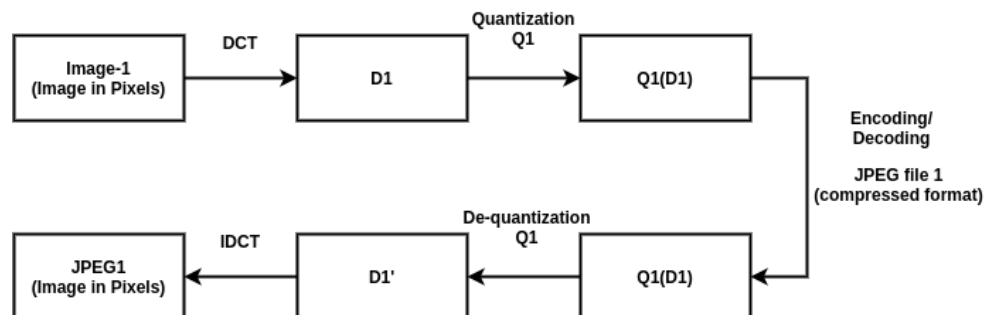 Image-1
(Image in Pixels)
DCT
D1
Quantization
Q1
Q1(D1)
Encoding/
Decoding
JPEG file 1
(compressed format)
JPEG1
(Image in Pixels)
IDCT
D1'
De-quantization
Q1
Q1(D1)